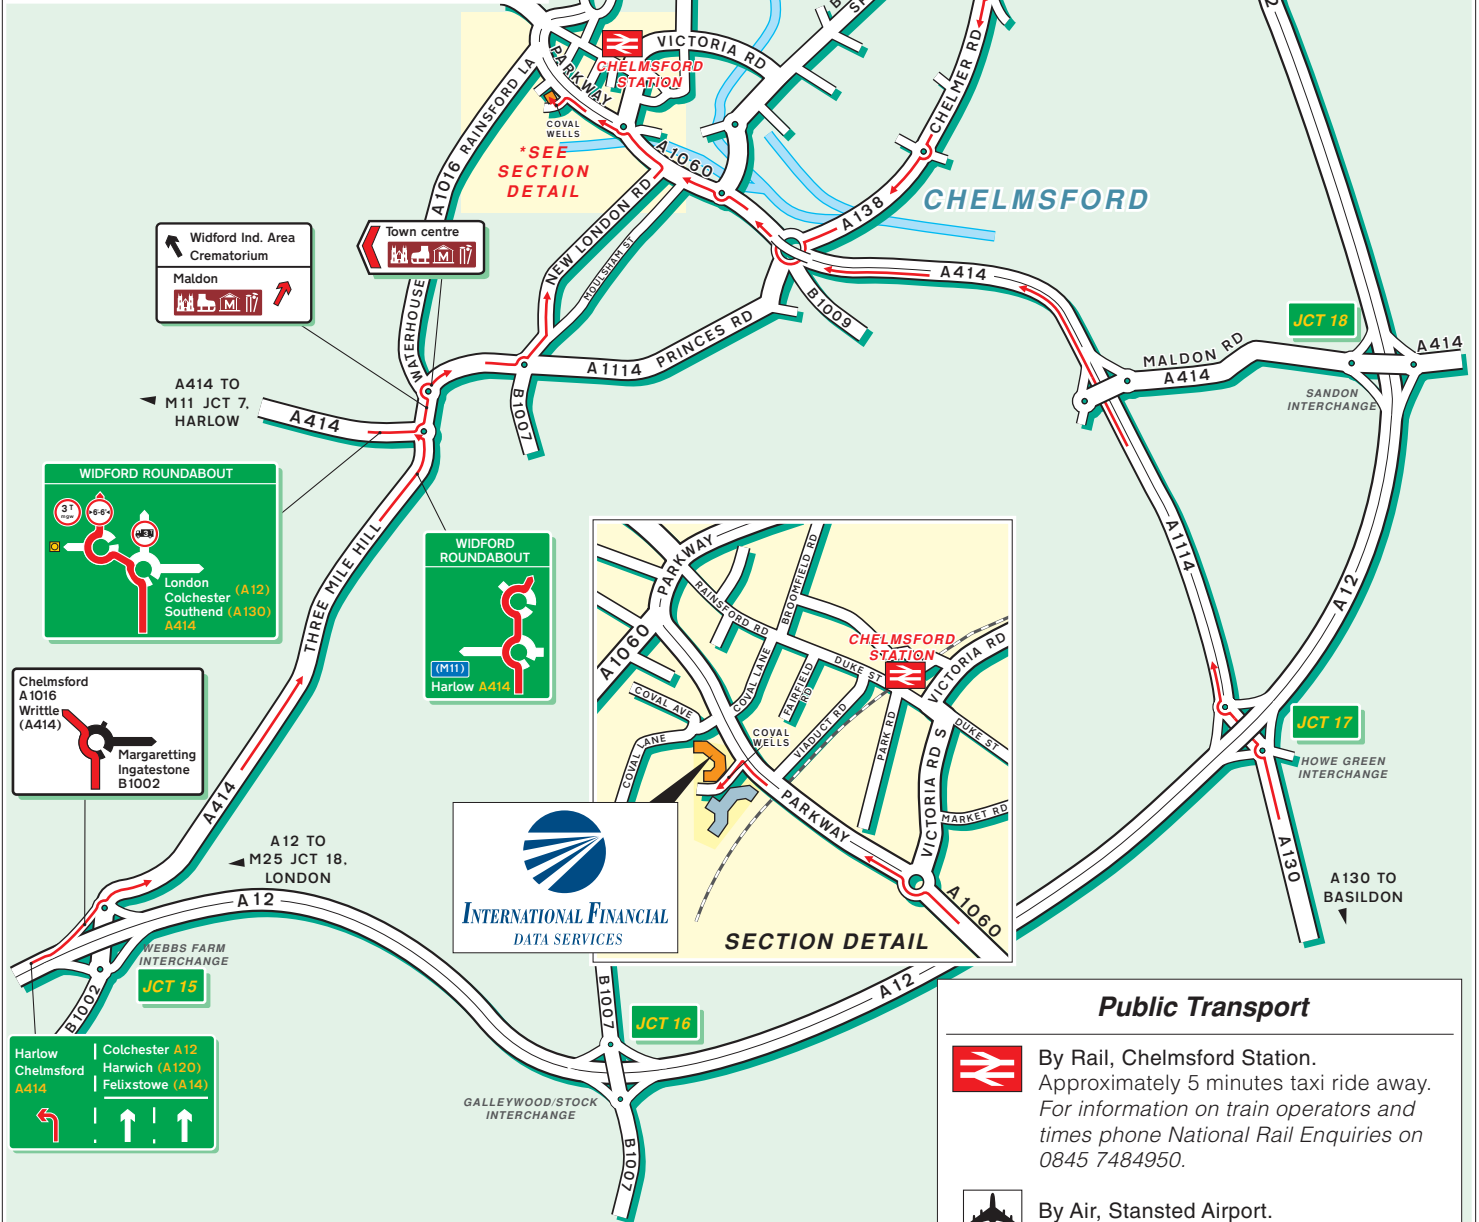 VICTORIA RD
CHELMSFORD
STATION
PARKWAY
COVAL
WELLS
*SEE
SECTION
DETAIL
A1016 RAINSFORD LA
A1060
CHELMER RD
CHELMSFORD
A138
NEW LONDON RD
MOULSHAM ST
A414
B1009
Widford Ind. Area
Crematorium
Maldon
M
Town centre
M
WATERHOUSE
A1114 PRINCES RD
B1007
JCT 18
MALDON RD
A414
A414
SANDON
INTERCHANGE
A414 TO
M11 JCT 7,
HARLOW
A414
WIDFORD ROUNDABOUT
3T
mgw
6'-6"
London
Colchester (A12)
Southend (A130)
A414
WIDFORD
ROUNDABOUT
(M11)
Harlow A414
THREE MILE HILL
A414
Chelmsford
A1016
Writtle
(A414)
Margaretting
Ingatestone
B1002
A12 TO
M25 JCT 18,
LONDON
A12
WEBBS FARM
INTERCHANGE
JCT 15
B1002
Harlow
Chelmsford
A414
Colchester A12
Harwich (A120)
Felixstowe (A14)
A1114
A12
JCT 17
HOWE GREEN
INTERCHANGE
A130
A130 TO
BASILDON
PARKWAY
RAINSFORD RD
BROOMFIELD RD
A1060
CHELMSFORD
STATION
VICTORIA RD
DUKE ST
COVAL LANE
FAIRFIELD
RD
COVAL AVE
COVAL LANE
COVAL
WELLS
VIADUCT RD
PARK RD
DUKE ST
VICTORIA RD S
MARKET RD
PARKWAY
A1060
SECTION DETAIL
INTERNATIONAL FINANCIAL
DATA SERVICES
B1007
JCT 16
A12
GALLEYWOOD/STOCK
INTERCHANGE
B1007
Public Transport
By Rail, Chelmsford Station.
Approximately 5 minutes taxi ride away.
For information on train operators and
times phone National Rail Enquiries on
0845 7484950.
By Air, Stansted Airport.